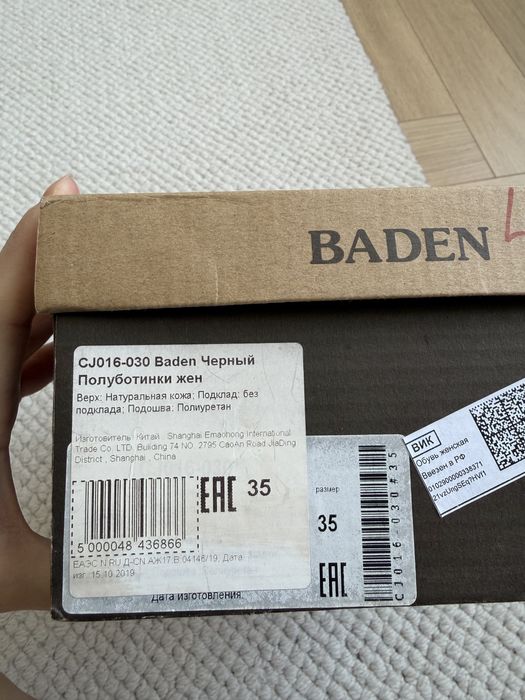 BADEN
CJ016-030 Baden Черный
Полуботинки жен
Верх: Натуральная кожа; Подклад: без
подклада; Подошва: Полиуретан
Изготовитель: Китай , Shanghai Emaohong International
Trade Co. LTD. Building 74 NO. 2795 CaoAn Road JiaDing
District , Shanghai , China
EAC 35
5 000048 436866
ЕАЭС N RU Д-CN.АЖ17.В.04146/19, Дата
изг. 15.10.2019
Дата изготовления:
размер
35
EAC
CJ016-030#35
ВИК
Обувь женская
Ввезен в РФ
0102900000338371